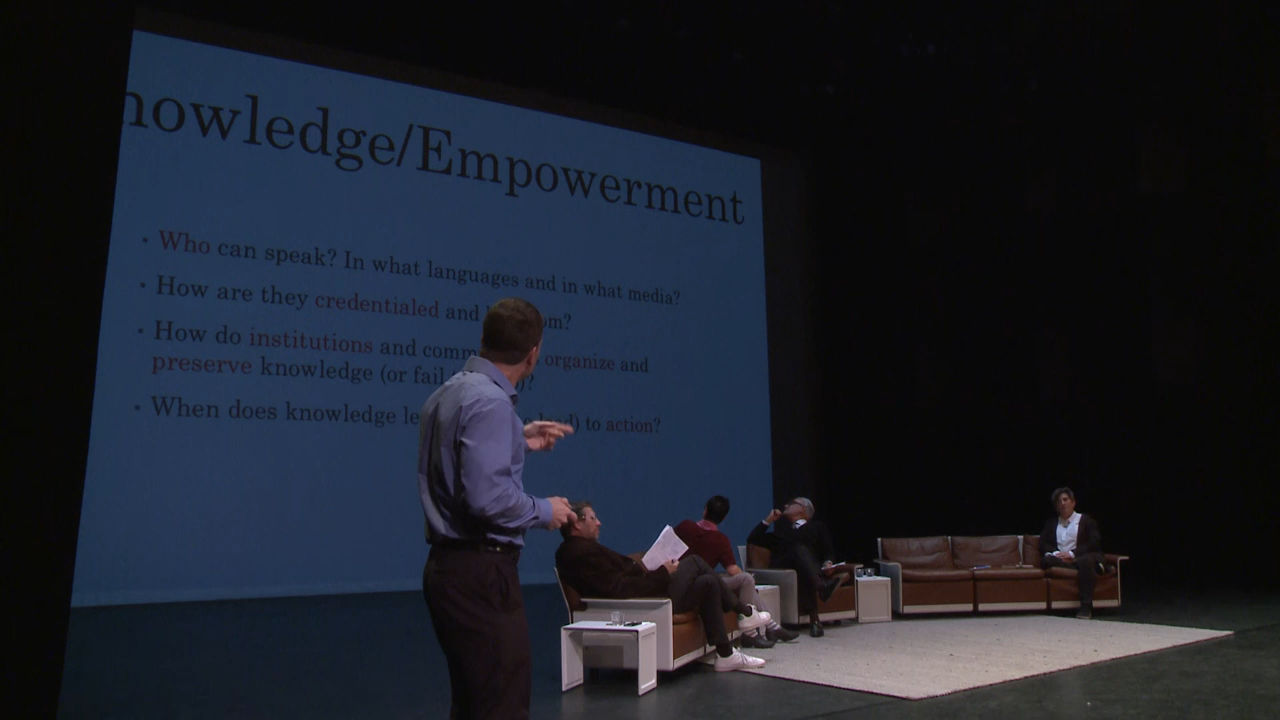 nowledge/Empowerment
• Who can speak? In what languages and in what media?
• How are they credentialed and om?
• How do institutions and comm organize and
preserve knowledge (or fail )?
• When does knowledge le ) to action?